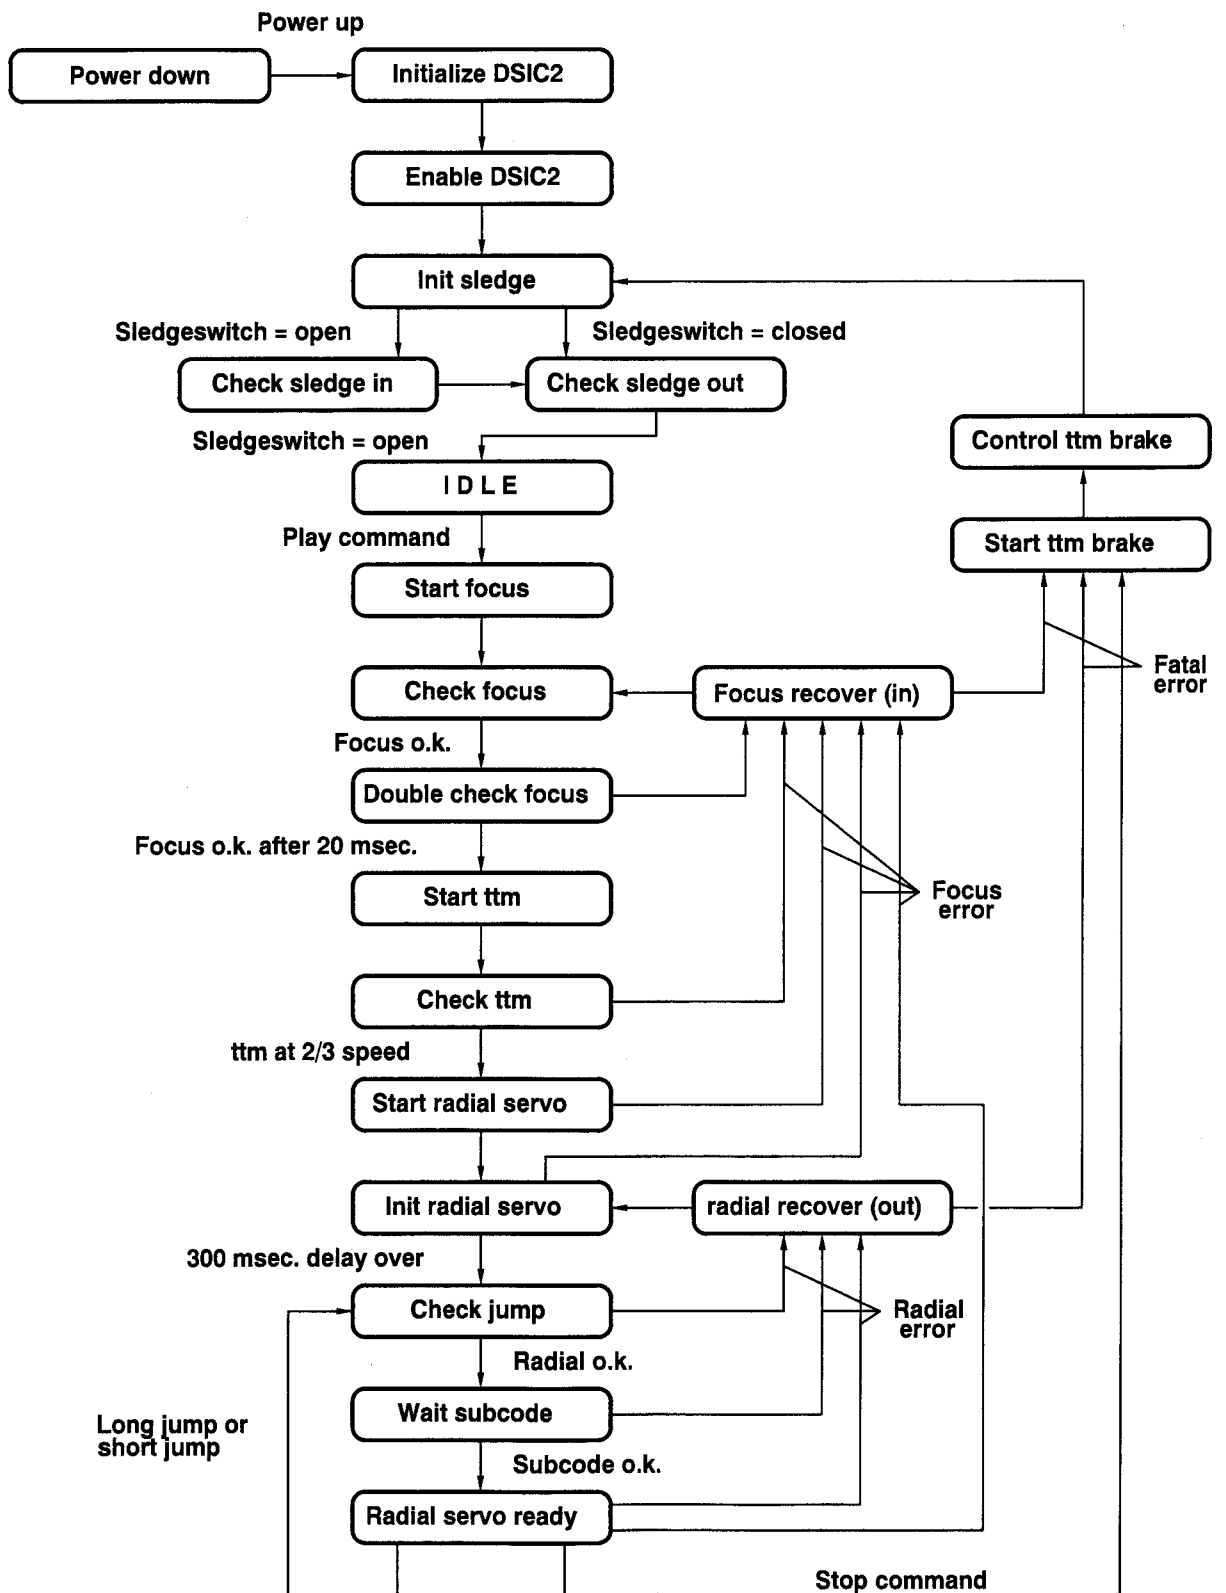 Power up
Power down
Initialize DSIC2
Enable DSIC2
Init sledge
Sledgeswitch = open
Sledgeswitch = closed
Check sledge in
Check sledge out
Sledgeswitch = open
Control ttm brake
I D L E
Play command
Start ttm brake
Start focus
Check focus
Focus recover (in)
Fatal
error
Focus o.k.
Double check focus
Focus o.k. after 20 msec.
Start ttm
Focus
error
Check ttm
ttm at 2/3 speed
Start radial servo
Init radial servo
radial recover (out)
300 msec. delay over
Check jump
Radial
error
Radial o.k.
Wait subcode
Long jump or
short jump
Subcode o.k.
Radial servo ready
Stop command